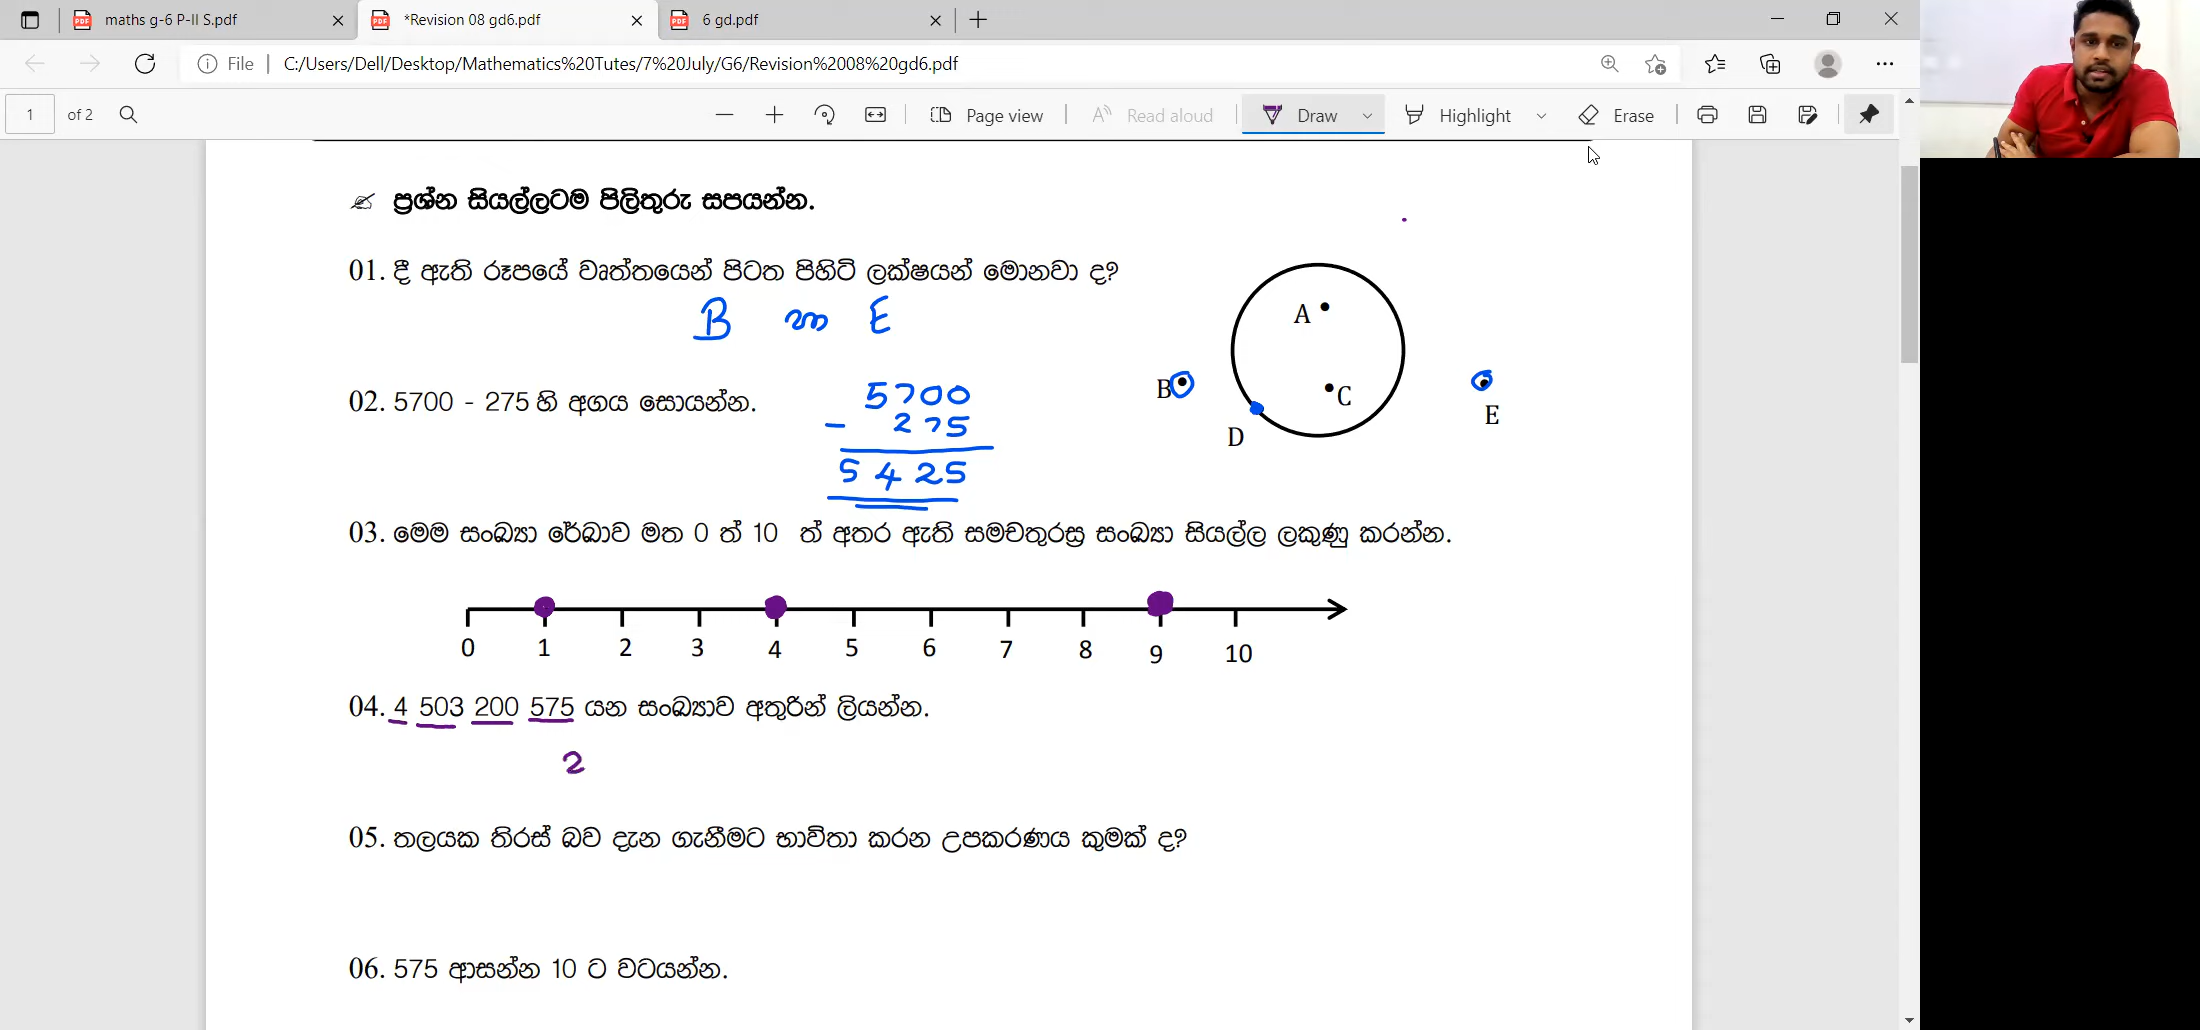 maths g-6 P-II S.pdf
*Revision 08 gd6.pdf
6 gd.pdf
File
C:/Users/Dell/Desktop/Mathematics%20Tutes/7%20July/G6/Revision%2008%20gd6.pdf
1 of 2
Page view
Read aloud
Draw
Highlight
Erase
ප්‍රශ්න සියල්ලටම පිලිතුරු සපයන්න.
01. දී ඇති රූපයේ වෘත්තයෙන් පිටත පිහිටි ලක්ෂයන් මොනවා ද?
B හා E
A
B
C
D
E
02. 5700 - 275 හි අගය සොයන්න.
5700
- 275
5425
03. මෙම සංඛ්‍යා රේඛාව මත 0 ත් 10 ත් අතර ඇති සමචතුරස්‍ර සංඛ්‍යා සියල්ල ලකුණු කරන්න.
0 1 2 3 4 5 6 7 8 9 10
04. 4 503 200 575 යන සංඛ්‍යාව අකුරින් ලියන්න.
2
05. තලයක තිරස් බව දැන ගැනීමට භාවිතා කරන උපකරණය කුමක් ද?
06. 575 ආසන්න 10 ට වටයන්න.